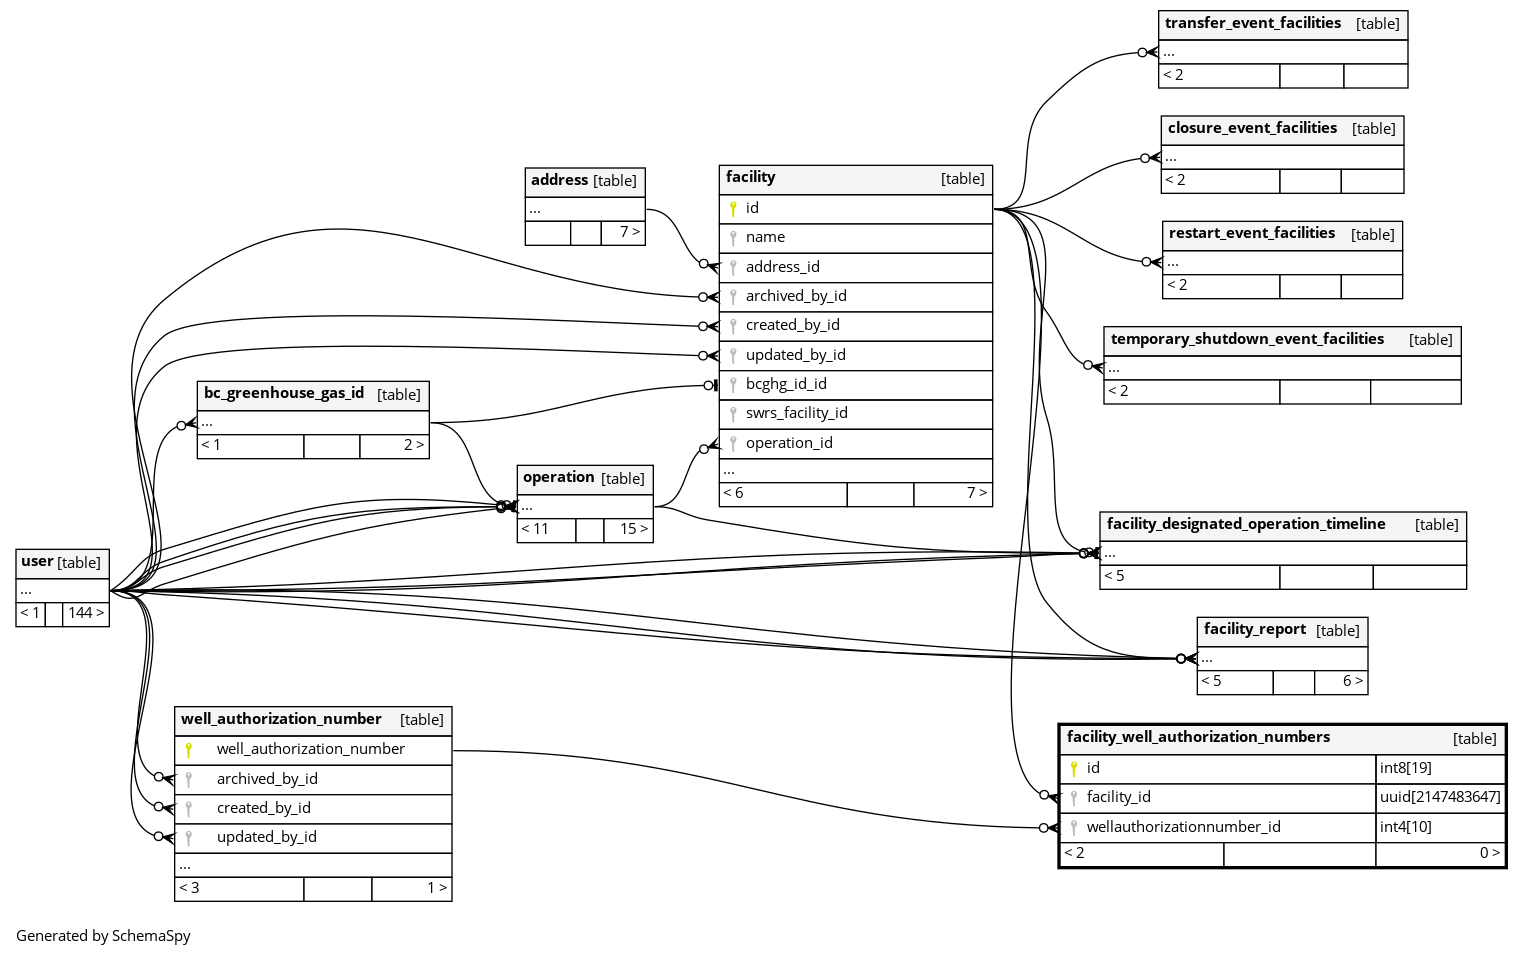 transfer_event_facilities [table]
...
< 2
closure_event_facilities [table]
...
< 2
address [table]
...
7 >
facility [table]
id
name
address_id
archived_by_id
created_by_id
updated_by_id
bcghg_id_id
swrs_facility_id
operation_id
...
< 6 7 >
restart_event_facilities [table]
...
< 2
temporary_shutdown_event_facilities [table]
...
< 2
bc_greenhouse_gas_id [table]
...
< 1 2 >
operation [table]
...
< 11 15 >
facility_designated_operation_timeline [table]
...
< 5
user [table]
...
< 1 144 >
facility_report [table]
...
< 5 6 >
well_authorization_number [table]
well_authorization_number
archived_by_id
created_by_id
updated_by_id
...
< 3 1 >
facility_well_authorization_numbers [table]
id int8[19]
facility_id uuid[2147483647]
wellauthorizationnumber_id int4[10]
< 2 0 >
Generated by SchemaSpy